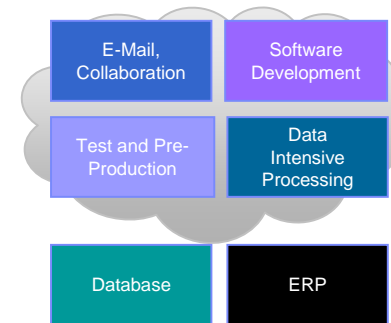 E-Mail,
Collaboration
Software
Development
Test and Pre-
Production
Data
Intensive
Processing
Database
ERP